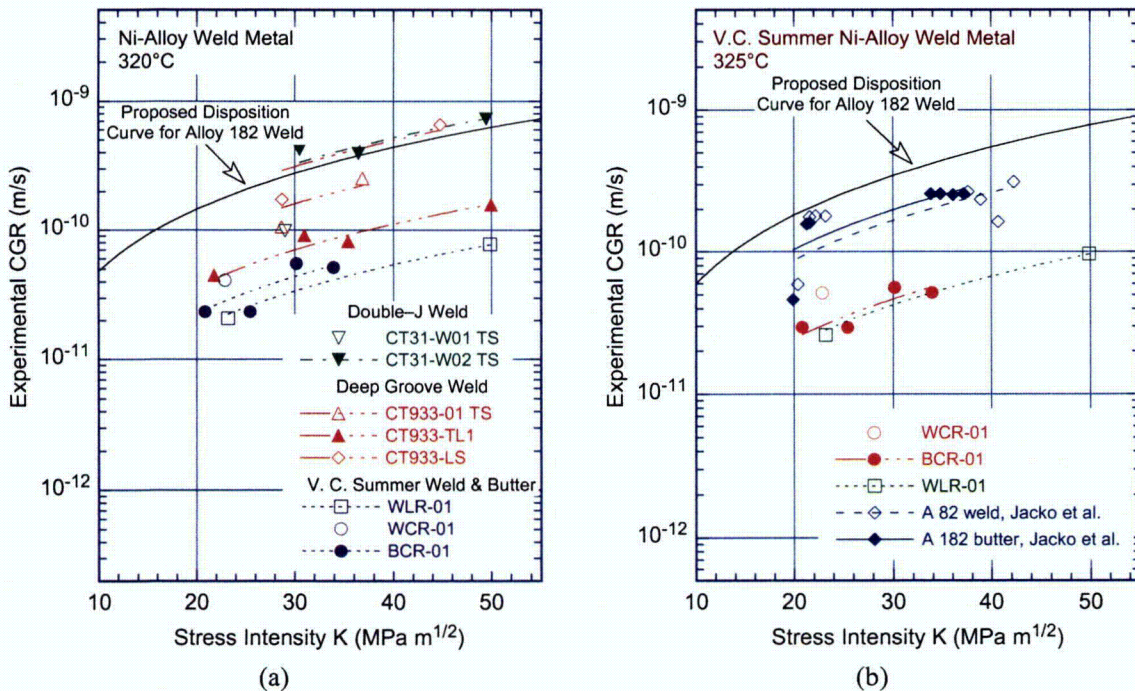 Ni-Alloy Weld Metal
320°C
Proposed Disposition
Curve for Alloy 182 Weld
Experimental CGR (m/s)
10⁻⁹
10⁻¹⁰
10⁻¹¹
10⁻¹²
Double–J Weld
CT31-W01 TS
CT31-W02 TS
Deep Groove Weld
CT933-01 TS
CT933-TL1
CT933-LS
V. C. Summer Weld & Butter
WLR-01
WCR-01
BCR-01
10 20 30 40 50
Stress Intensity K (MPa m¹/²)
(a)
V.C. Summer Ni-Alloy Weld Metal
325°C
Proposed Disposition
Curve for Alloy 182 Weld
Experimental CGR (m/s)
10⁻⁹
10⁻¹⁰
10⁻¹¹
10⁻¹²
WCR-01
BCR-01
WLR-01
A 82 weld, Jacko et al.
A 182 butter, Jacko et al.
10 20 30 40 50
Stress Intensity K (MPa m¹/²)
(b)